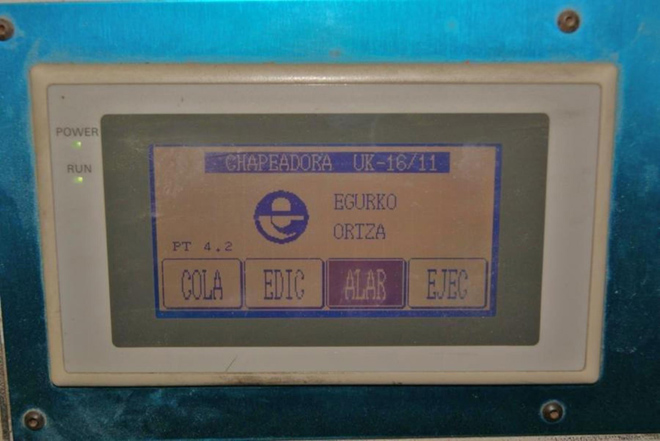 POWER
RUN
CHAPEADORA UK-16/11
EGURKO
ORTZA
PT 4.2
COLA EDIC ALAR EJEC